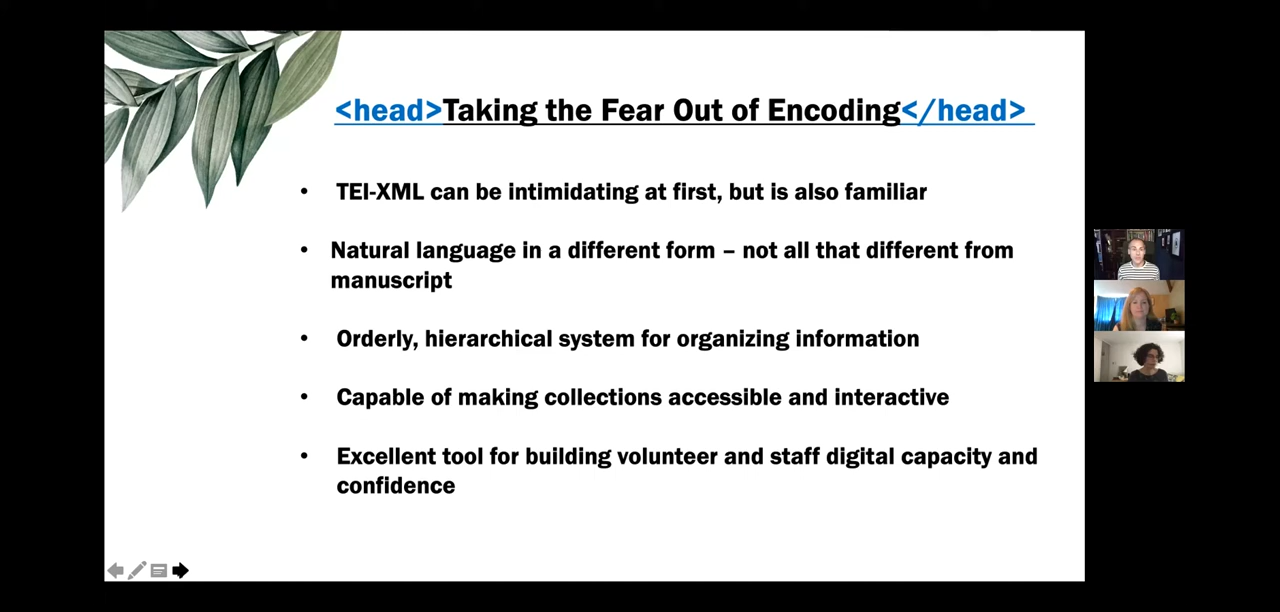 <head>Taking the Fear Out of Encoding</head>
• TEI-XML can be intimidating at first, but is also familiar
• Natural language in a different form – not all that different from
manuscript
• Orderly, hierarchical system for organizing information
• Capable of making collections accessible and interactive
• Excellent tool for building volunteer and staff digital capacity and
confidence